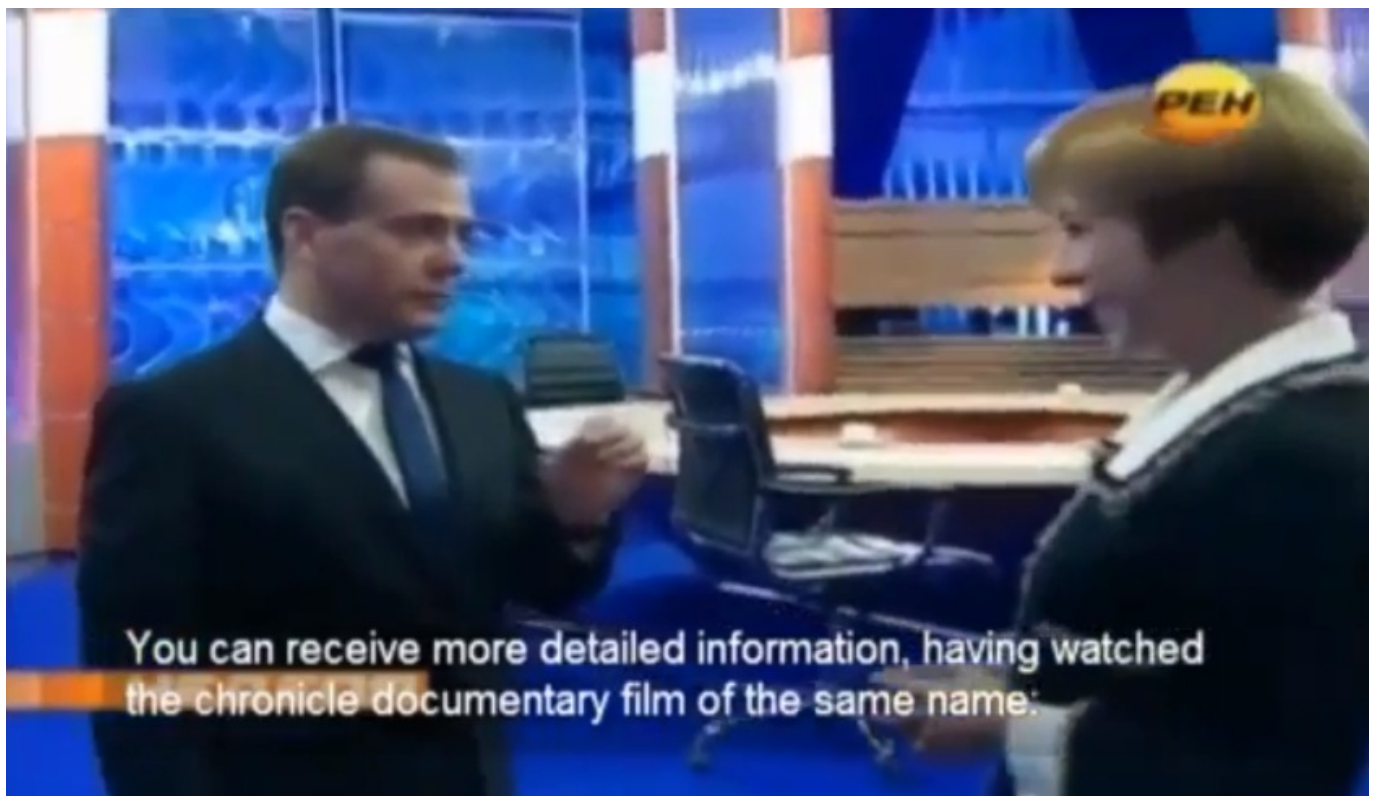 РЕН
You can receive more detailed information, having watched
the chronicle documentary film of the same name: